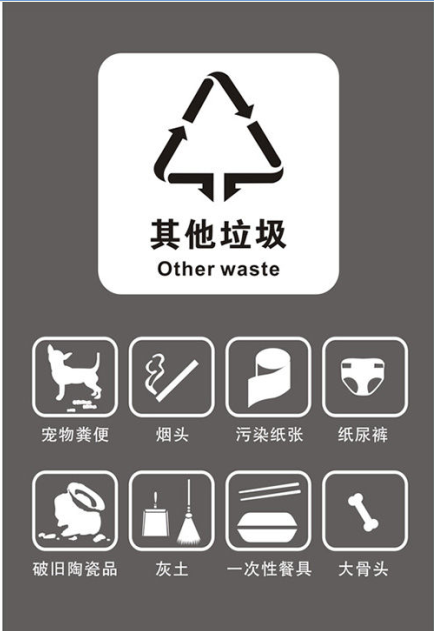 其他垃圾
Other waste
宠物粪便 烟头 污染纸张 纸尿裤
破旧陶瓷品 灰土 一次性餐具 大骨头